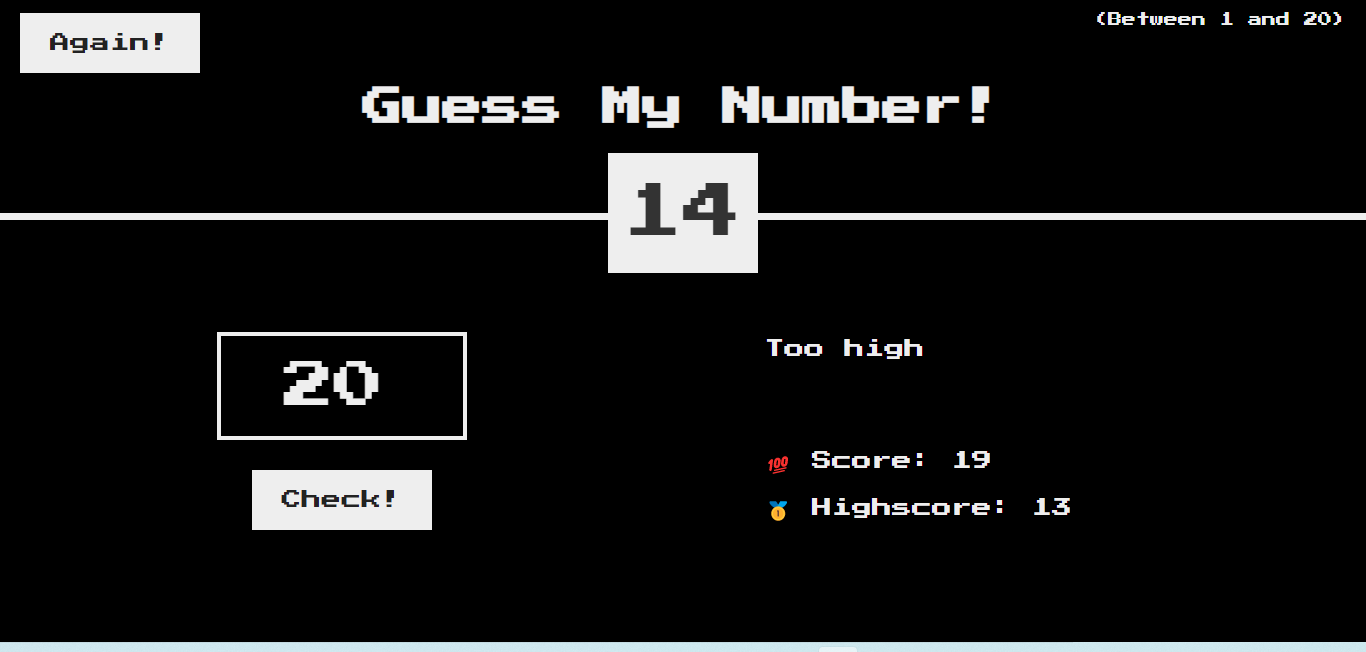 Again!
(Between 1 and 20)
Guess My Number!
14
20
Check!
Too high
💯 Score: 19
🥇 Highscore: 13